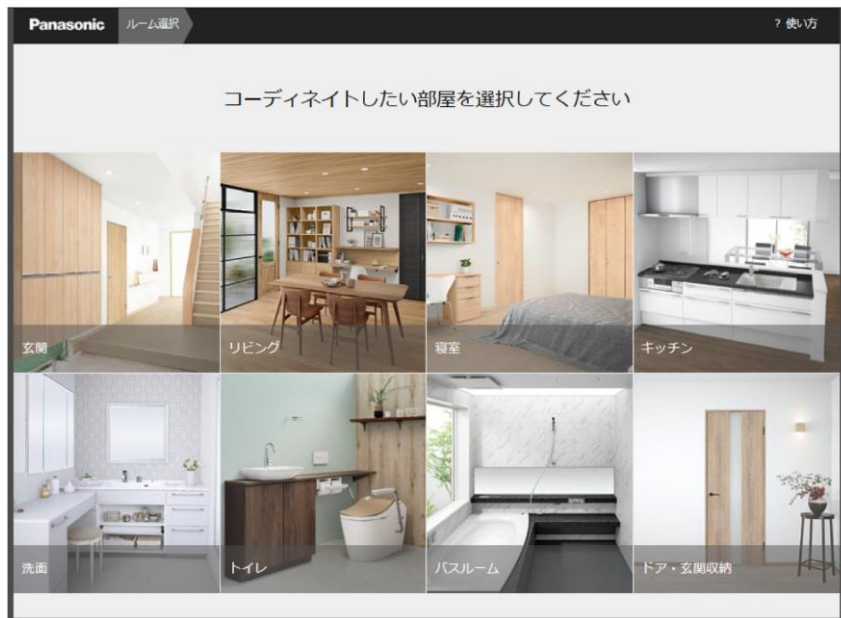 Panasonic ルーム選択 ? 使い方
コーディネイトしたい部屋を選択してください
玄関 リビング 寝室 キッチン
洗面 トイレ バスルーム ドア・玄関収納